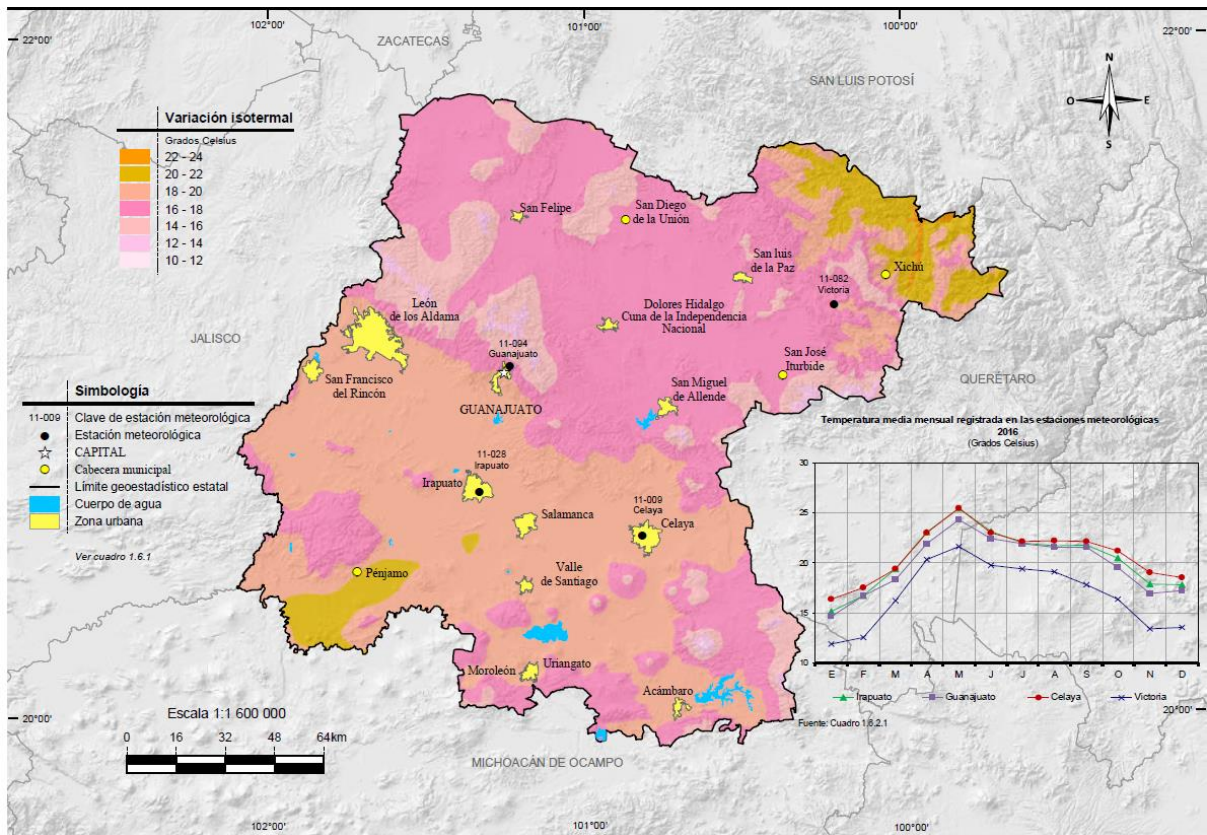 102°00'
101°00'
100°00'
22°00'
22°00'
ZACATECAS
SAN LUIS POTOSÍ
N
O
E
S
Variación isotermal
Grados Celsius
22 - 24
20 - 22
18 - 20
16 - 18
14 - 16
12 - 14
10 - 12
San Felipe
San Diego
de la Unión
San luis
de la Paz
Xichú
11-082
Victoria
León
de los Aldama
Dolores Hidalgo
Cuna de la Independencia
Nacional
JALISCO
11-094
Guanajuato
San José
Iturbide
San Francisco
del Rincón
GUANAJUATO
San Miguel
de Allende
QUERÉTARO
Simbología
11-009 Clave de estación meteorológica
Estación meteorológica
CAPITAL
Cabecera municipal
Límite geoestadístico estatal
Cuerpo de agua
Zona urbana
Ver cuadro 1.6.1
11-028
Irapuato
Irapuato
11-009
Celaya
Celaya
Salamanca
Pénjamo
Valle
de Santiago
Moroleón
Uriangato
Acámbaro
Temperatura media mensual registrada en las estaciones meteorológicas
2016
(Grados Celsius)
30
25
20
15
10
E F M A M J J A S O N D
Irapuato Guanajuato Celaya Victoria
Fuente: Cuadro 1.6.2.1
20°00'
20°00'
Escala 1:1 600 000
0 16 32 48 64km
MICHOACÁN DE OCAMPO
102°00'
101°00'
100°00'